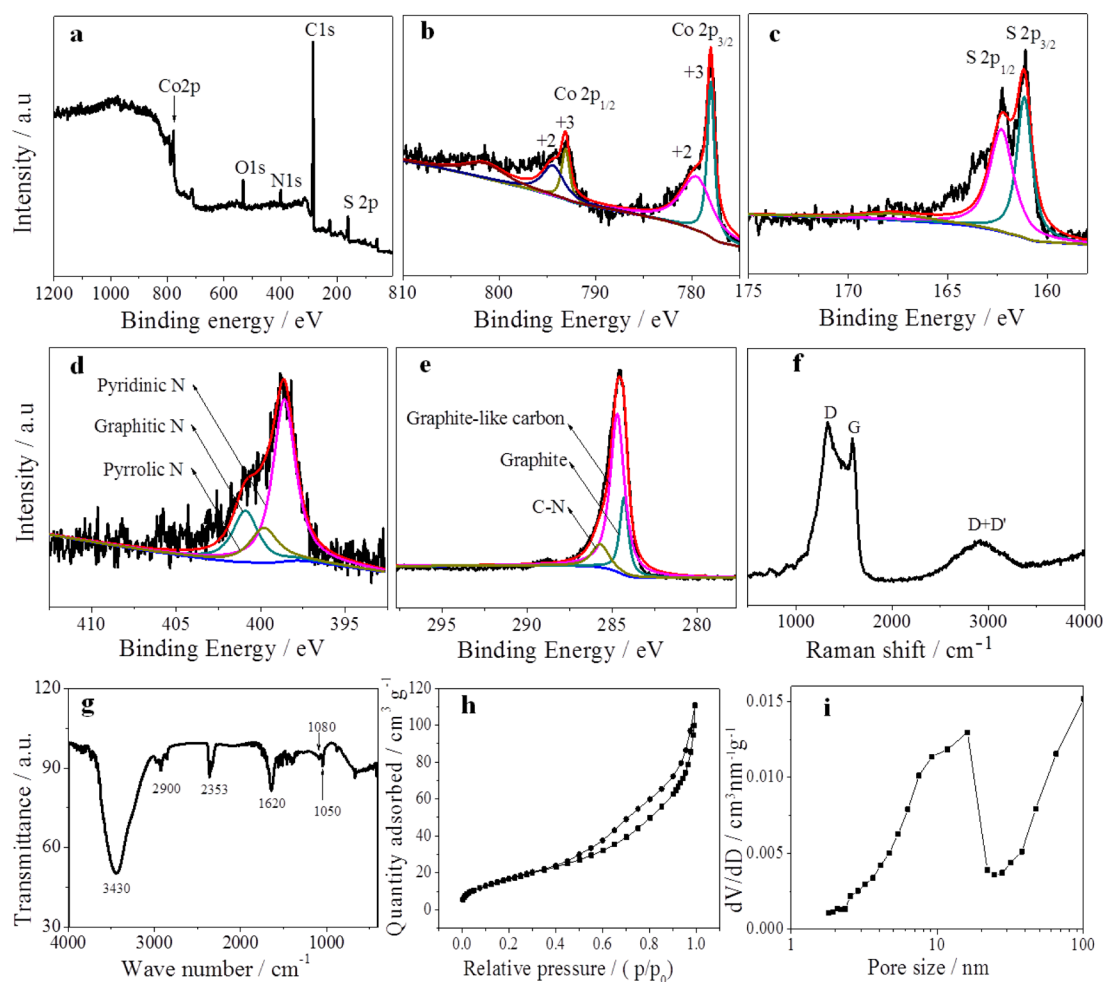 a
C1s
Co2p
O1s
N1s
S 2p
Intensity / a.u
1200 1000 800 600 400 200 0
Binding energy / eV
b
Co 2p3/2
+3
Co 2p1/2
+3
+2
+2
810 800 790 780
Binding Energy / eV
c
S 2p3/2
S 2p1/2
175 170 165 160
Binding Energy / eV
d
Pyridinic N
Graphitic N
Pyrrolic N
Intensity / a.u
410 405 400 395
Binding Energy / eV
e
Graphite-like carbon
Graphite
C-N
295 290 285 280
Binding Energy / eV
f
D
G
D+D'
1000 2000 3000 4000
Raman shift / cm-1
g
120
90
60
30
Transmittance / a.u.
3430
2900
2353
1620
1080
1050
4000 3000 2000 1000
Wave number / cm-1
h
120
110
100
90
80
70
60
50
40
30
20
10
0
Quantity adsorbed / cm3 g-1
0.0 0.2 0.4 0.6 0.8 1.0
Relative pressure / ( p/p0)
i
0.015
0.010
0.005
0.000
dV/dD / cm3nm-1g-1
1 10 100
Pore size / nm